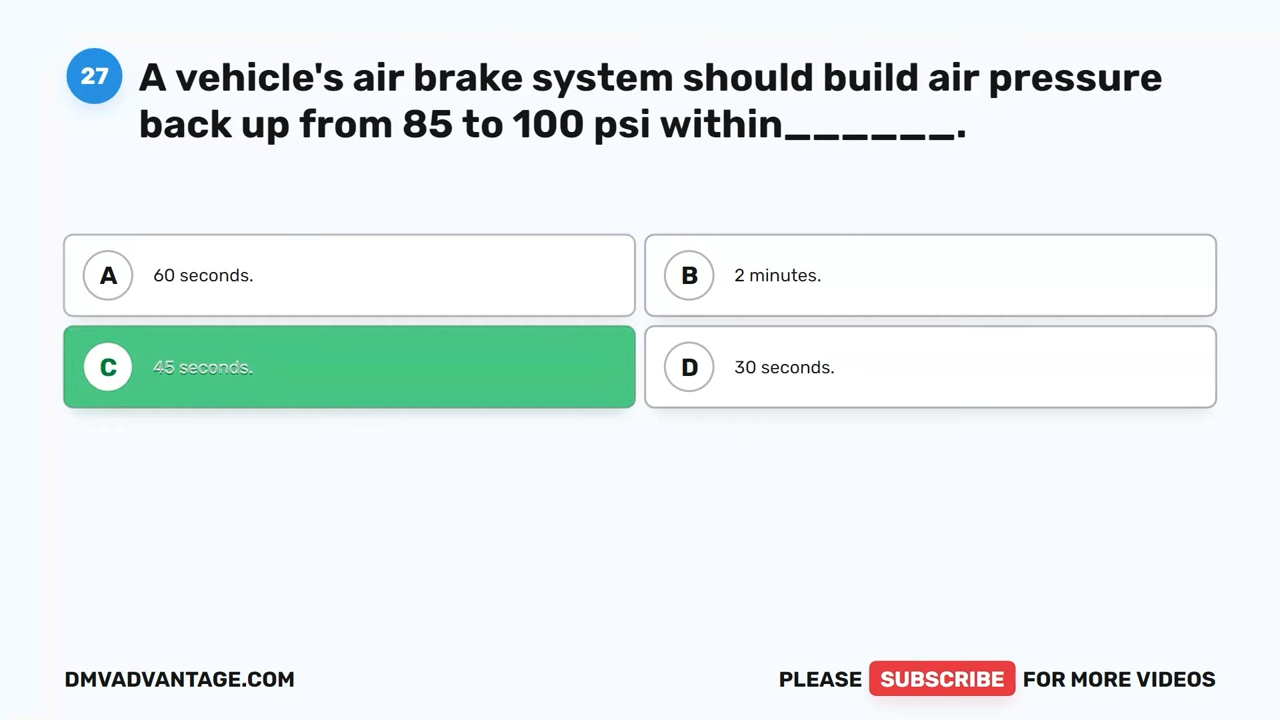 27
A vehicle's air brake system should build air pressure
back up from 85 to 100 psi within______.
A 60 seconds.
B 2 minutes.
C 45 seconds.
D 30 seconds.
DMVADVANTAGE.COM
PLEASE SUBSCRIBE FOR MORE VIDEOS